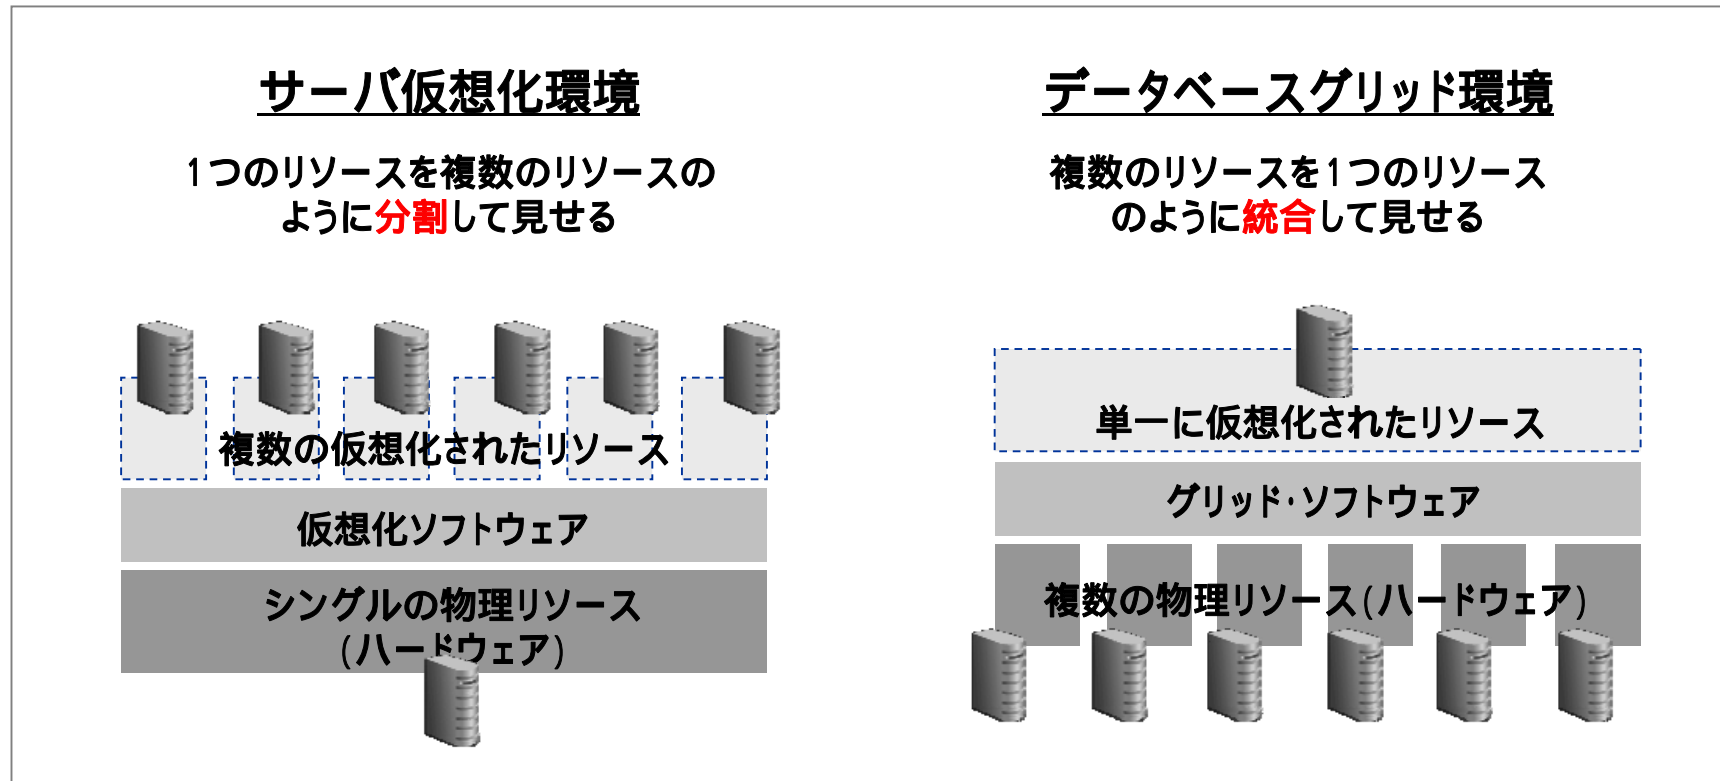 サーバ仮想化環境
1つのリソースを複数のリソースの
ように分割して見せる
複数の仮想化されたリソース
仮想化ソフトウェア
シングルの物理リソース
(ハードウェア)
データベースグリッド環境
複数のリソースを1つのリソース
のように統合して見せる
単一に仮想化されたリソース
グリッド・ソフトウェア
複数の物理リソース(ハードウェア)